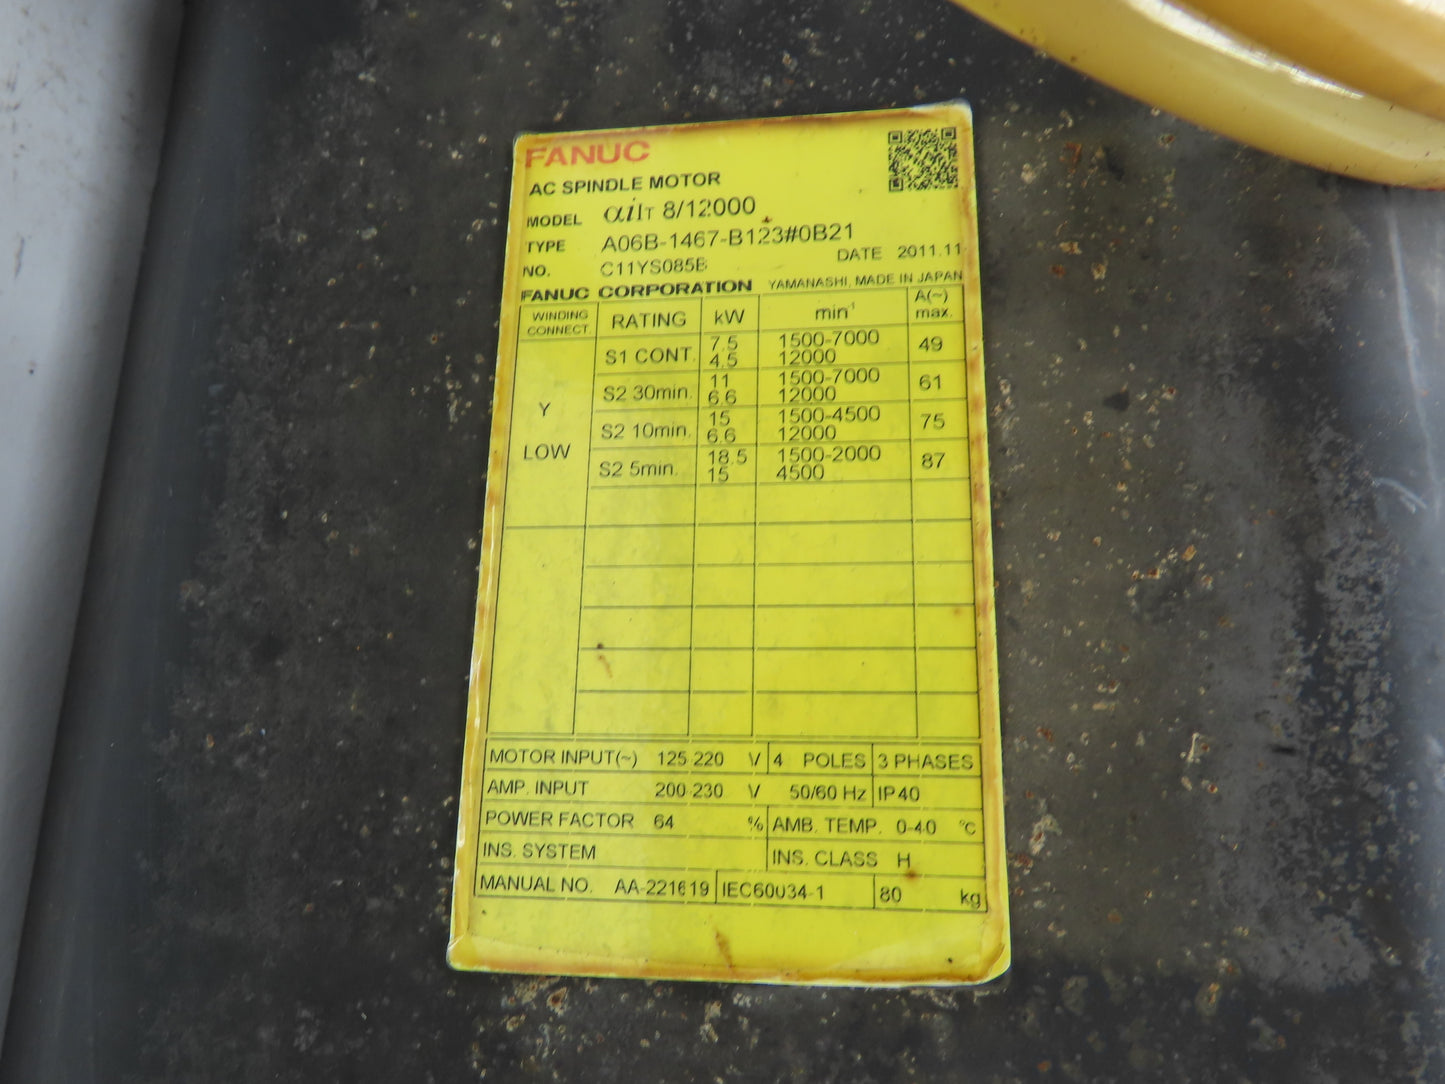 FANUC
AC SPINDLE MOTOR
MODEL αiIT 8/12000
TYPE A06B-1467-B123#0B21
NO. C11YS085B DATE 2011.11
FANUC CORPORATION YAMANASHI, MADE IN JAPAN
WINDING CONNECT. RATING kW min-1 A(~) max.
Y LOW
S1 CONT. 7.5 1500-7000 49
4.5 12000
S2 30min. 11 1500-7000 61
6.6 12000
S2 10min. 15 1500-4500 75
6.6 12000
S2 5min. 18.5 1500-2000 87
15 4500
MOTOR INPUT(~) 125-220 V 4 POLES 3 PHASES
AMP. INPUT 200-230 V 50/60 Hz IP40
POWER FACTOR 64 % AMB. TEMP. 0-40 °C
INS. SYSTEM INS. CLASS H
MANUAL NO. AA-221619 IEC60034-1 80 kg